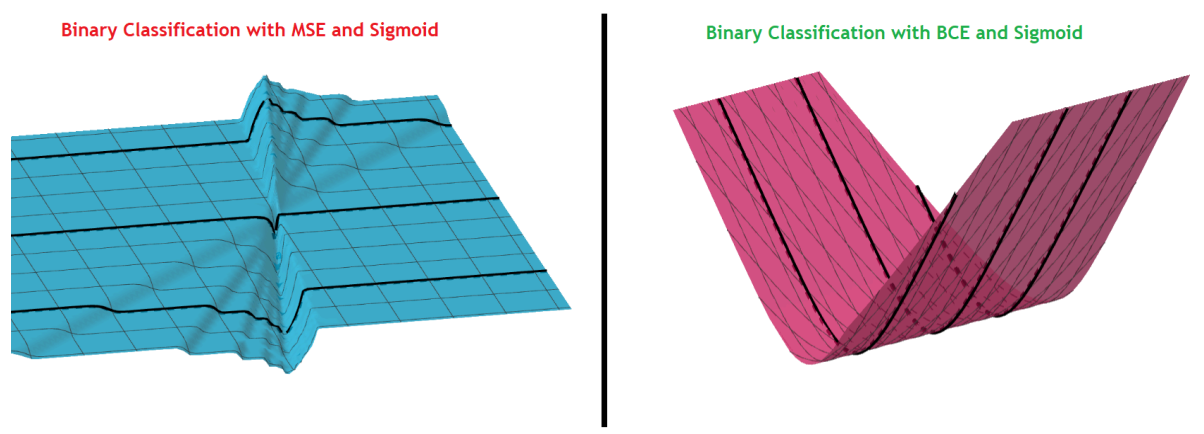 Binary Classification with MSE and Sigmoid
Binary Classification with BCE and Sigmoid